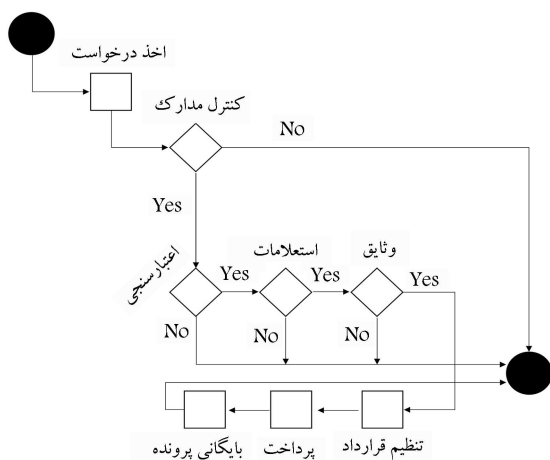 اخذ درخواست
کنترل مدارك
No
Yes
اعتبارسنجی
Yes
استعلامات
Yes
وثایق
Yes
No
No
No
تنظیم قرارداد
پرداخت
بایگانی پرونده